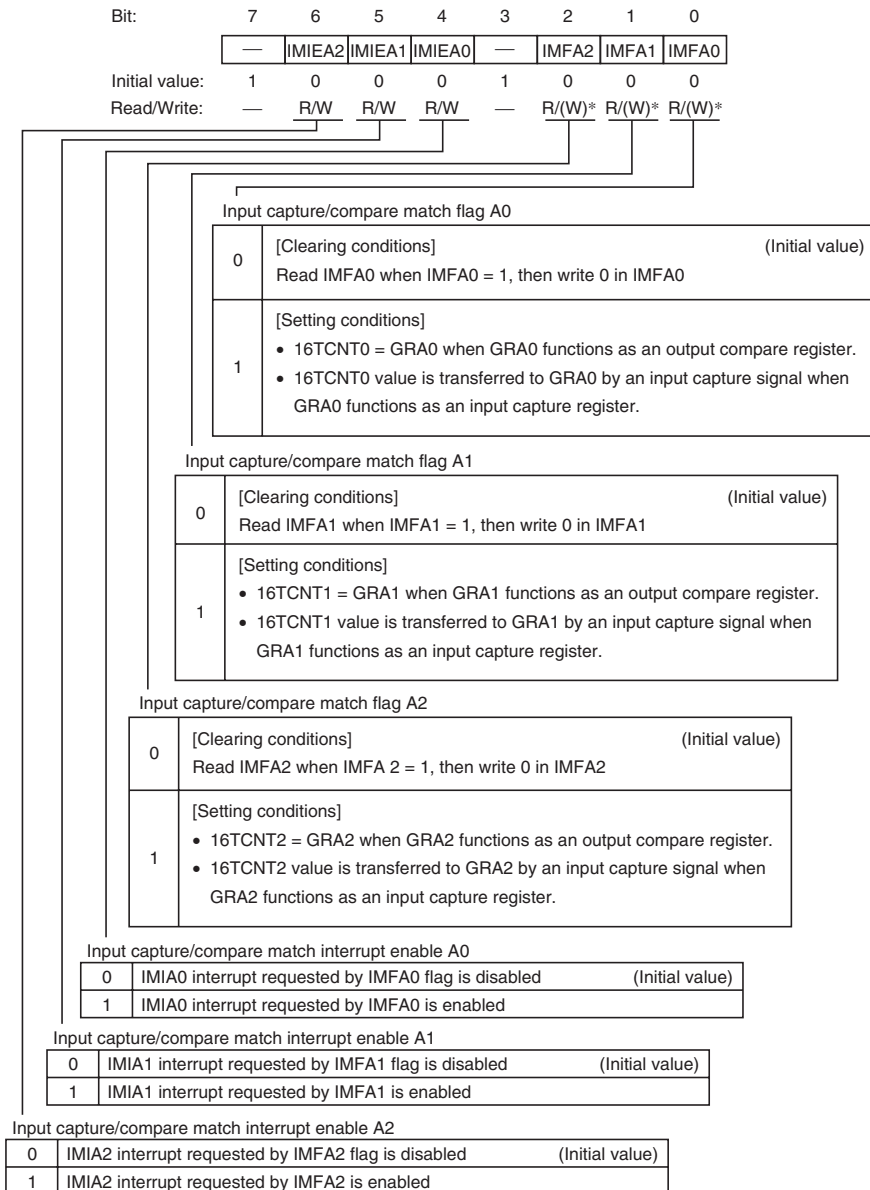 Bit: 7 6 5 4 3 2 1 0
— IMIEA2 IMIEA1 IMIEA0 — IMFA2 IMFA1 IMFA0
Initial value: 1 0 0 0 1 0 0 0
Read/Write: — R/W R/W R/W — R/(W)* R/(W)* R/(W)*
Input capture/compare match flag A0
0 [Clearing conditions] (Initial value)
Read IMFA0 when IMFA0 = 1, then write 0 in IMFA0
1 [Setting conditions]
• 16TCNT0 = GRA0 when GRA0 functions as an output compare register.
• 16TCNT0 value is transferred to GRA0 by an input capture signal when
GRA0 functions as an input capture register.
Input capture/compare match flag A1
0 [Clearing conditions] (Initial value)
Read IMFA1 when IMFA1 = 1, then write 0 in IMFA1
1 [Setting conditions]
• 16TCNT1 = GRA1 when GRA1 functions as an output compare register.
• 16TCNT1 value is transferred to GRA1 by an input capture signal when
GRA1 functions as an input capture register.
Input capture/compare match flag A2
0 [Clearing conditions] (Initial value)
Read IMFA2 when IMFA 2 = 1, then write 0 in IMFA2
1 [Setting conditions]
• 16TCNT2 = GRA2 when GRA2 functions as an output compare register.
• 16TCNT2 value is transferred to GRA2 by an input capture signal when
GRA2 functions as an input capture register.
Input capture/compare match interrupt enable A0
0 IMIA0 interrupt requested by IMFA0 flag is disabled (Initial value)
1 IMIA0 interrupt requested by IMFA0 is enabled
Input capture/compare match interrupt enable A1
0 IMIA1 interrupt requested by IMFA1 flag is disabled (Initial value)
1 IMIA1 interrupt requested by IMFA1 is enabled
Input capture/compare match interrupt enable A2
0 IMIA2 interrupt requested by IMFA2 flag is disabled (Initial value)
1 IMIA2 interrupt requested by IMFA2 is enabled